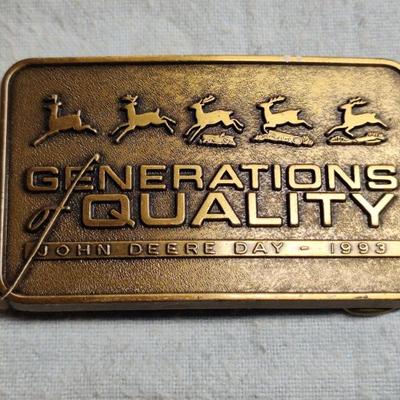 GENERATIONS
of QUALITY
JOHN DEERE DAY - 1993